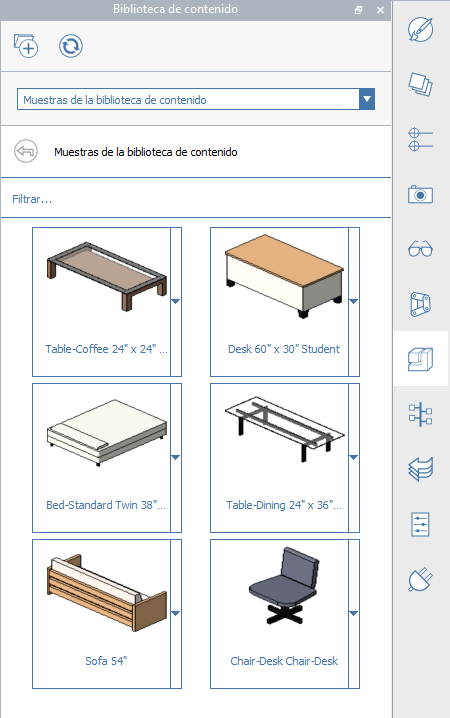 Biblioteca de contenido
Muestras de la biblioteca de contenido
Muestras de la biblioteca de contenido
Filtrar...
Table-Coffee 24" x 24" ...
Desk 60" x 30" Student
Bed-Standard Twin 38"...
Table-Dining 24" x 36"...
Sofa 54"
Chair-Desk Chair-Desk